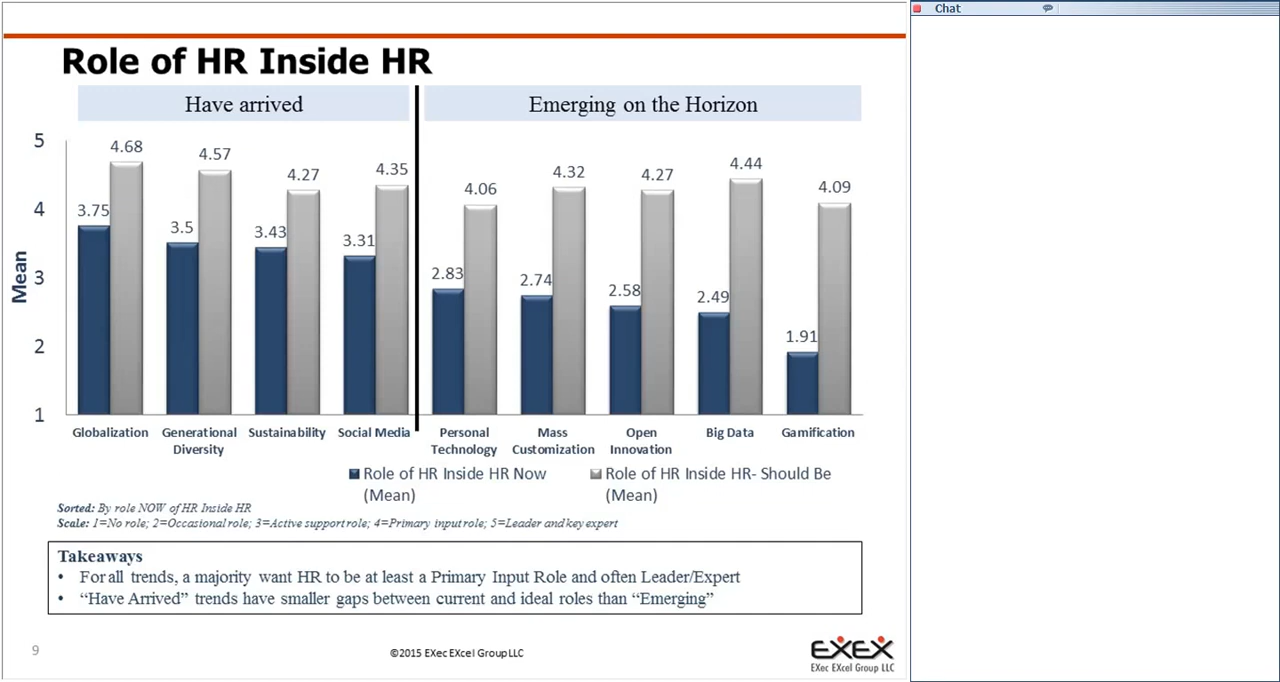 Chat
Role of HR Inside HR
Have arrived
Emerging on the Horizon
Mean
5
4
3
2
1
4.68
4.57
4.27
4.35
4.06
4.32
4.27
4.44
4.09
3.75
3.5
3.43
3.31
2.83
2.74
2.58
2.49
1.91
Globalization
Generational
Diversity
Sustainability
Social Media
Personal
Technology
Mass
Customization
Open
Innovation
Big Data
Gamification
Role of HR Inside HR Now
(Mean)
Role of HR Inside HR- Should Be
(Mean)
Sorted: By role NOW of HR Inside HR
Scale: 1=No role; 2=Occasional role; 3=Active support role; 4=Primary input role; 5=Leader and key expert
Takeaways
• For all trends, a majority want HR to be at least a Primary Input Role and often Leader/Expert
• “Have Arrived” trends have smaller gaps between current and ideal roles than “Emerging”
9
©2015 EXec EXcel Group LLC
EXEX
EXec EXcel Group LLC